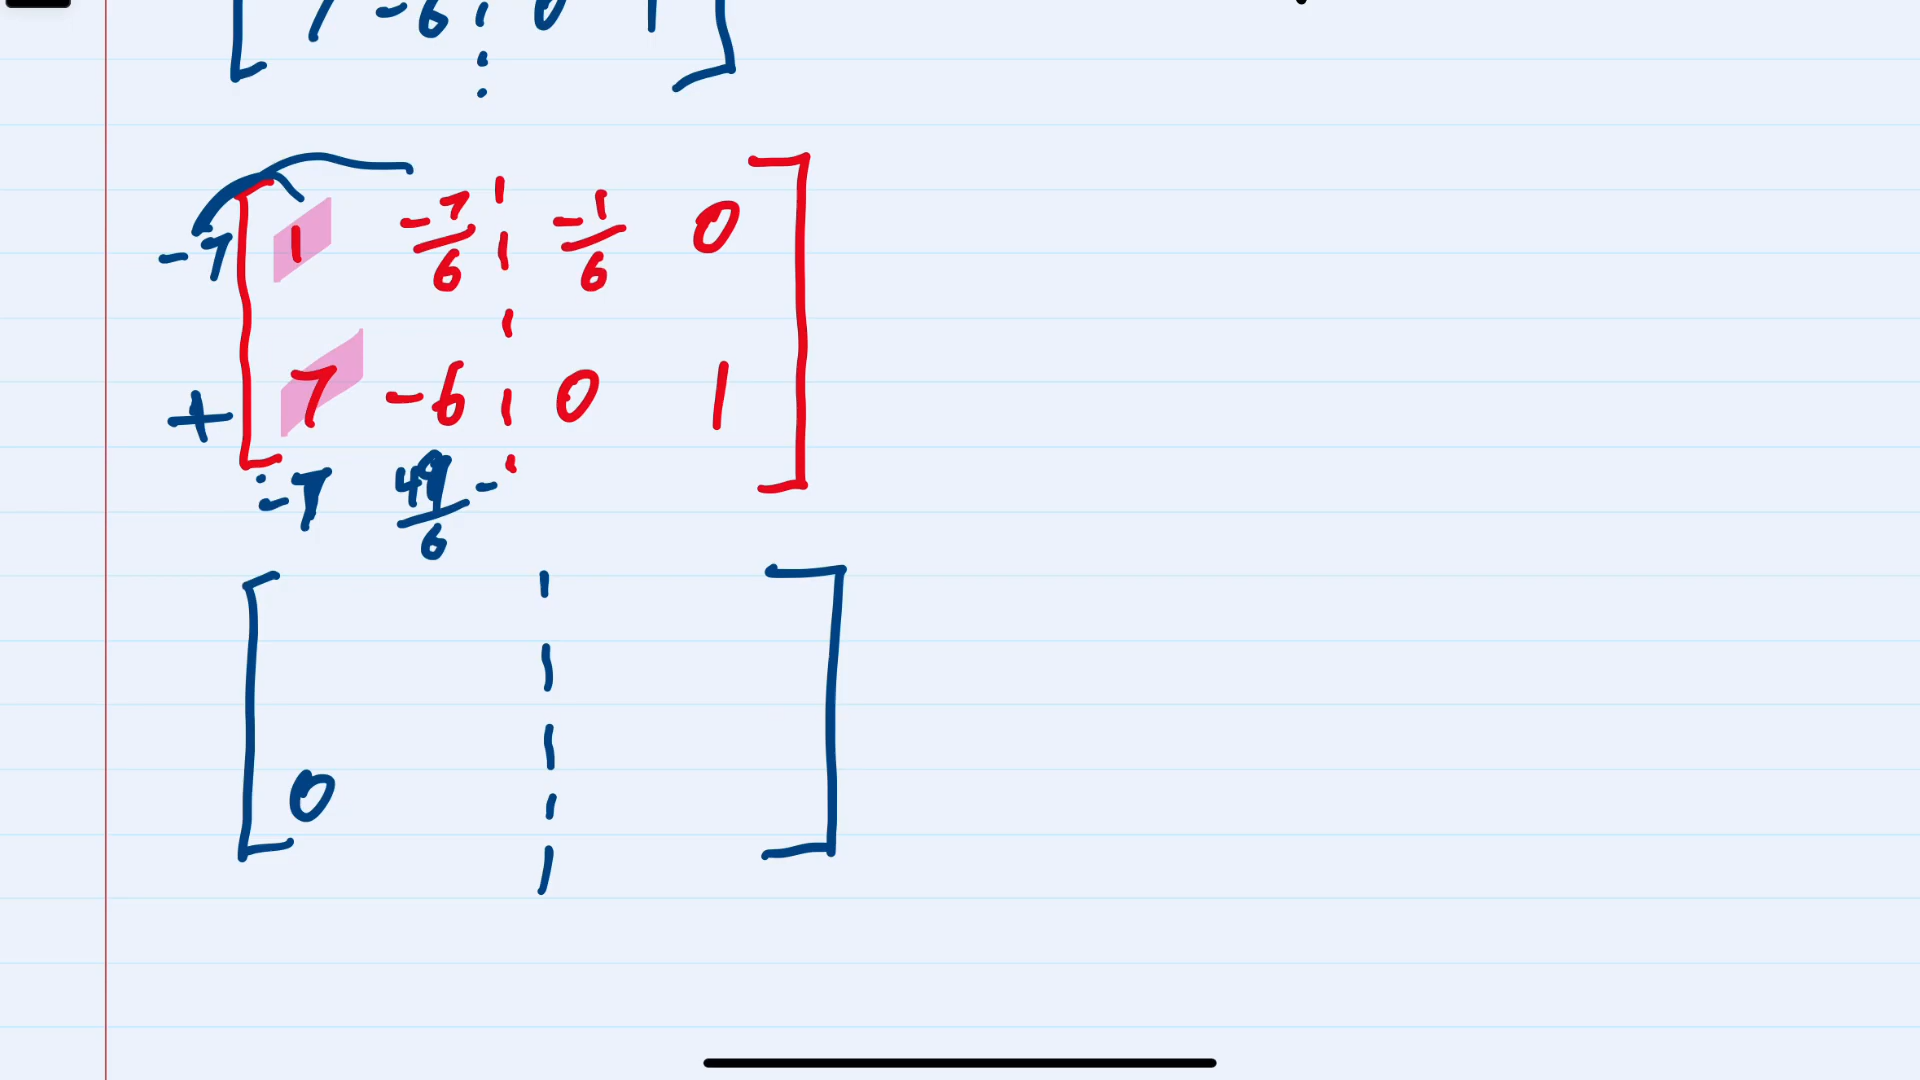 7 -6 0 1
-7 1 -7/6 -1/6 0
+ 7 -6 0 1
-7 49/6 -
0